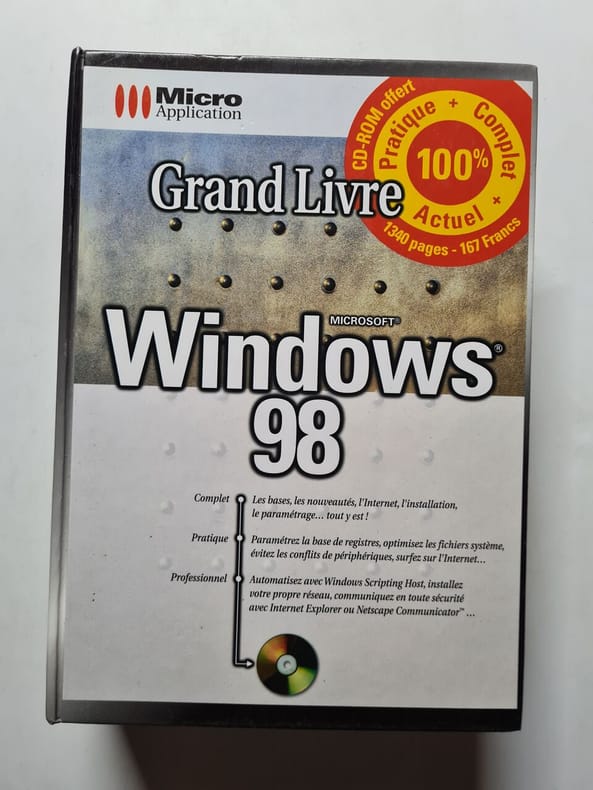 Micro
Application
CD-ROM offert
Pratique + Complet +
100%
Actuel
1340 pages - 167 Francs
Grand Livre
MICROSOFT®
Windows®
98
Complet
Les bases, les nouveautés, l'Internet, l'installation,
le paramétrage... tout y est !
Pratique
Paramétrez la base de registres, optimisez les fichiers système,
évitez les conflits de périphériques, surfez sur l'Internet...
Professionnel
Automatisez avec Windows Scripting Host, installez
votre propre réseau, communiquez en toute sécurité
avec Internet Explorer ou Netscape Communicator™ ...